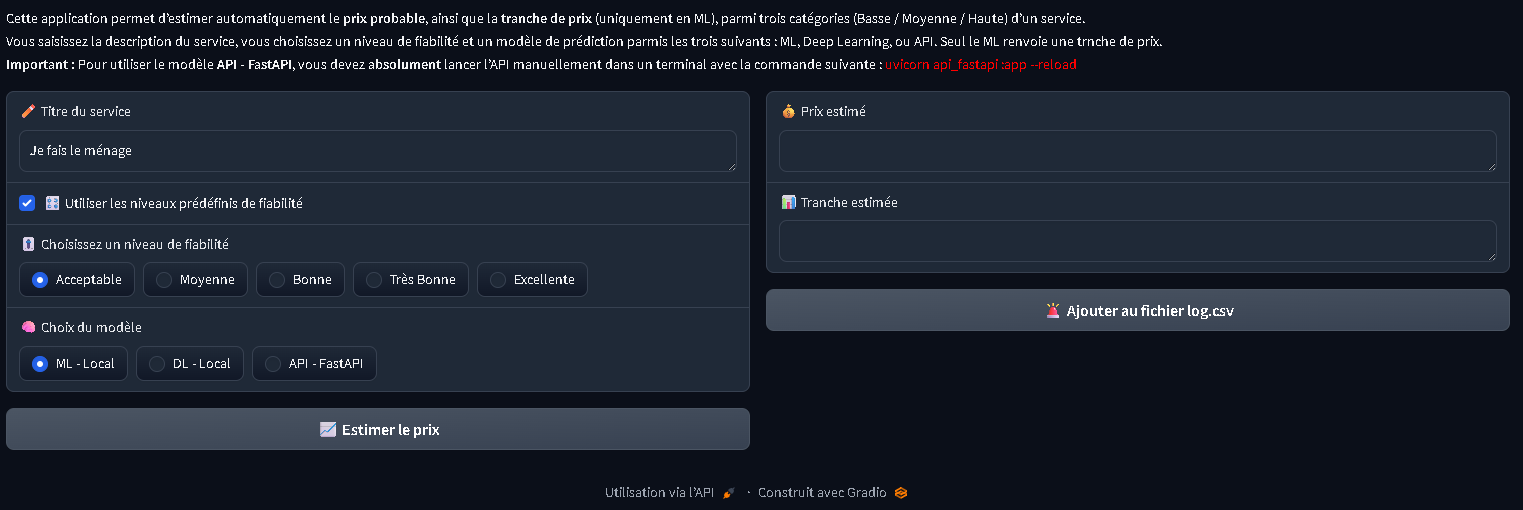 Cette application permet d'estimer automatiquement le prix probable, ainsi que la tranche de prix (uniquement en ML), parmi trois catégories (Basse / Moyenne / Haute) d'un service.
Vous saisissez la description du service, vous choisissez un niveau de fiabilité et un modèle de prédiction parmis les trois suivants : ML, Deep Learning, ou API. Seul le ML renvoie une trnche de prix.
Important : Pour utiliser le modèle API - FastAPI, vous devez absolument lancer l'API manuellement dans un terminal avec la commande suivante : uvicorn api_fastapi:app --reload
Titre du service
Je fais le ménage
Utiliser les niveaux prédéfinis de fiabilité
Choisissez un niveau de fiabilité
Acceptable Moyenne Bonne Très Bonne Excellente
Choix du modèle
ML - Local DL - Local API - FastAPI
Estimer le prix
Prix estimé
Tranche estimée
Ajouter au fichier log.csv
Utilisation via l'API · Construit avec Gradio